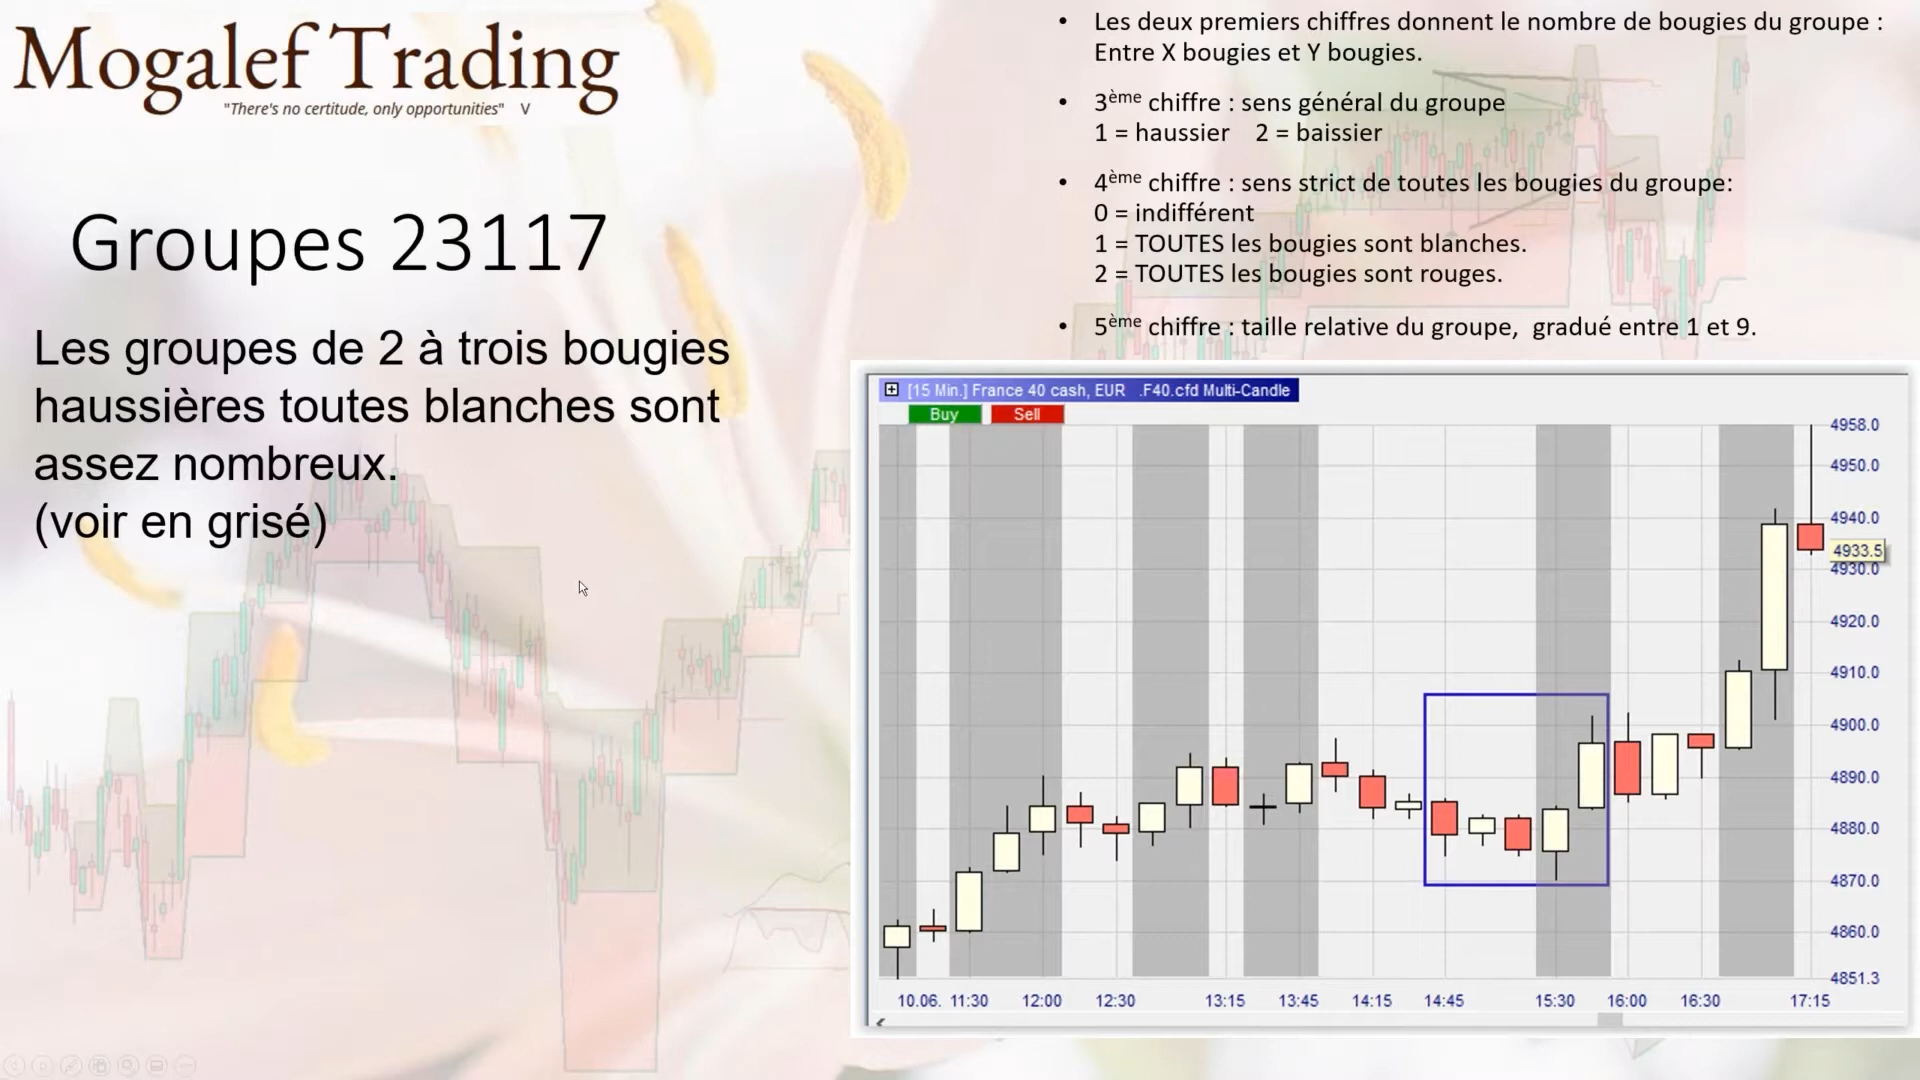 Mogalef Trading
"There's no certitude, only opportunities" V
Groupes 23117
Les groupes de 2 à trois bougies
haussières toutes blanches sont
assez nombreux.
(voir en grisé)
• Les deux premiers chiffres donnent le nombre de bougies du groupe :
Entre X bougies et Y bougies.
• 3ème chiffre : sens général du groupe
1 = haussier 2 = baissier
• 4ème chiffre : sens strict de toutes les bougies du groupe:
0 = indifférent
1 = TOUTES les bougies sont blanches.
2 = TOUTES les bougies sont rouges.
• 5ème chiffre : taille relative du groupe, gradué entre 1 et 9.
[15 Min.] France 40 cash, EUR .F40.cfd Multi-Candle
Buy Sell
4958.0
4950.0
4940.0
4933.5
4930.0
4920.0
4910.0
4900.0
4890.0
4880.0
4870.0
4860.0
4851.3
10.06. 11:30 12:00 12:30 13:15 13:45 14:15 14:45 15:30 16:00 16:30 17:15